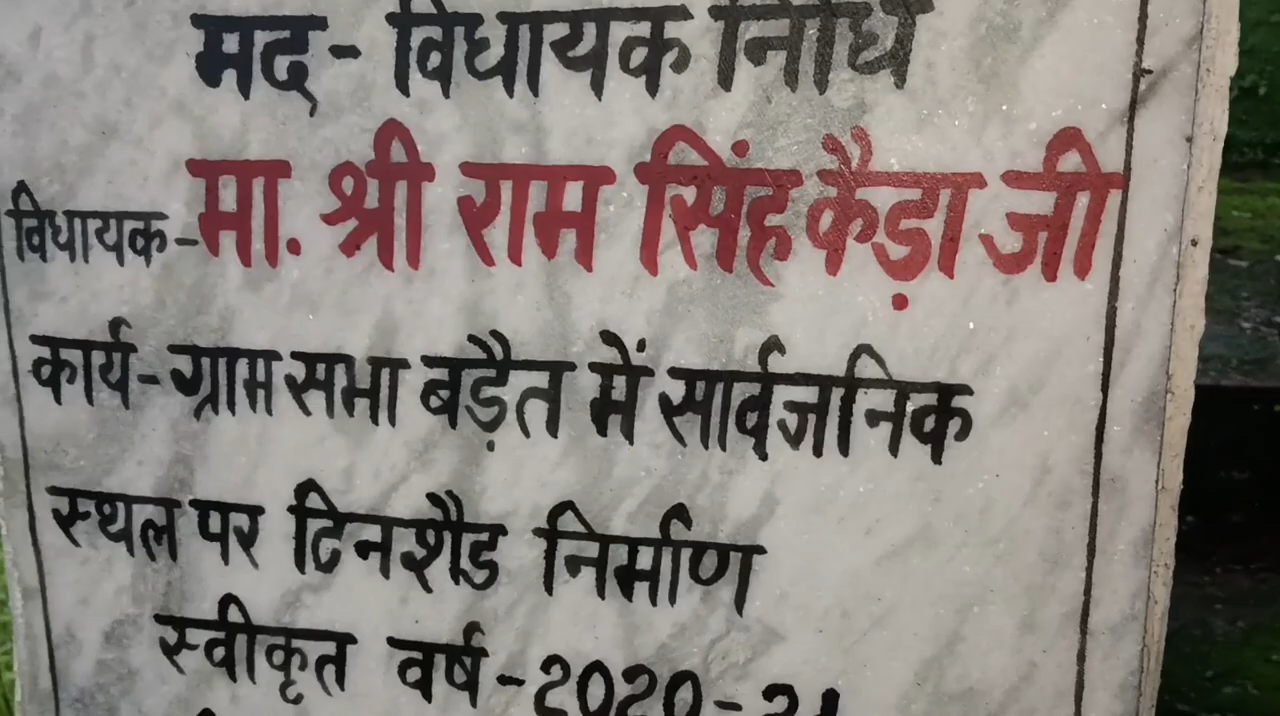 मद- विधायक निधि
विधायक-मा. श्री राम सिंह कैड़ा जी
कार्य-ग्राम सभा बड़ैत में सार्वजनिक
स्थल पर टिनशैड निर्माण
स्वीकृत वर्ष-2020-21